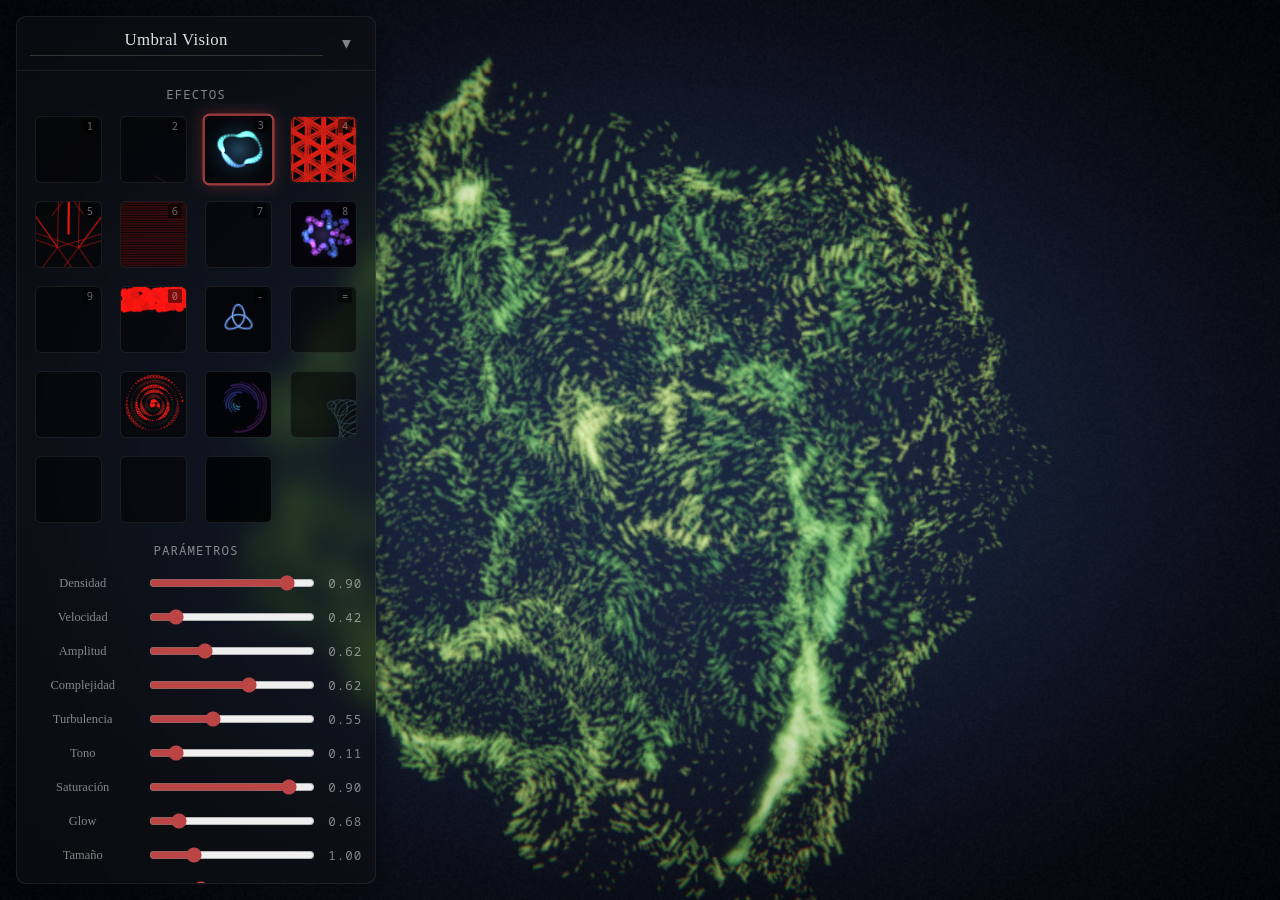 Umbral Vision ▼
EFECTOS
1 2 3 4
5 6 7 8
9 0 - =
PARÁMETROS
Densidad 0.90
Velocidad 0.42
Amplitud 0.62
Complejidad 0.62
Turbulencia 0.55
Tono 0.11
Saturación 0.90
Glow 0.68
Tamaño 1.00